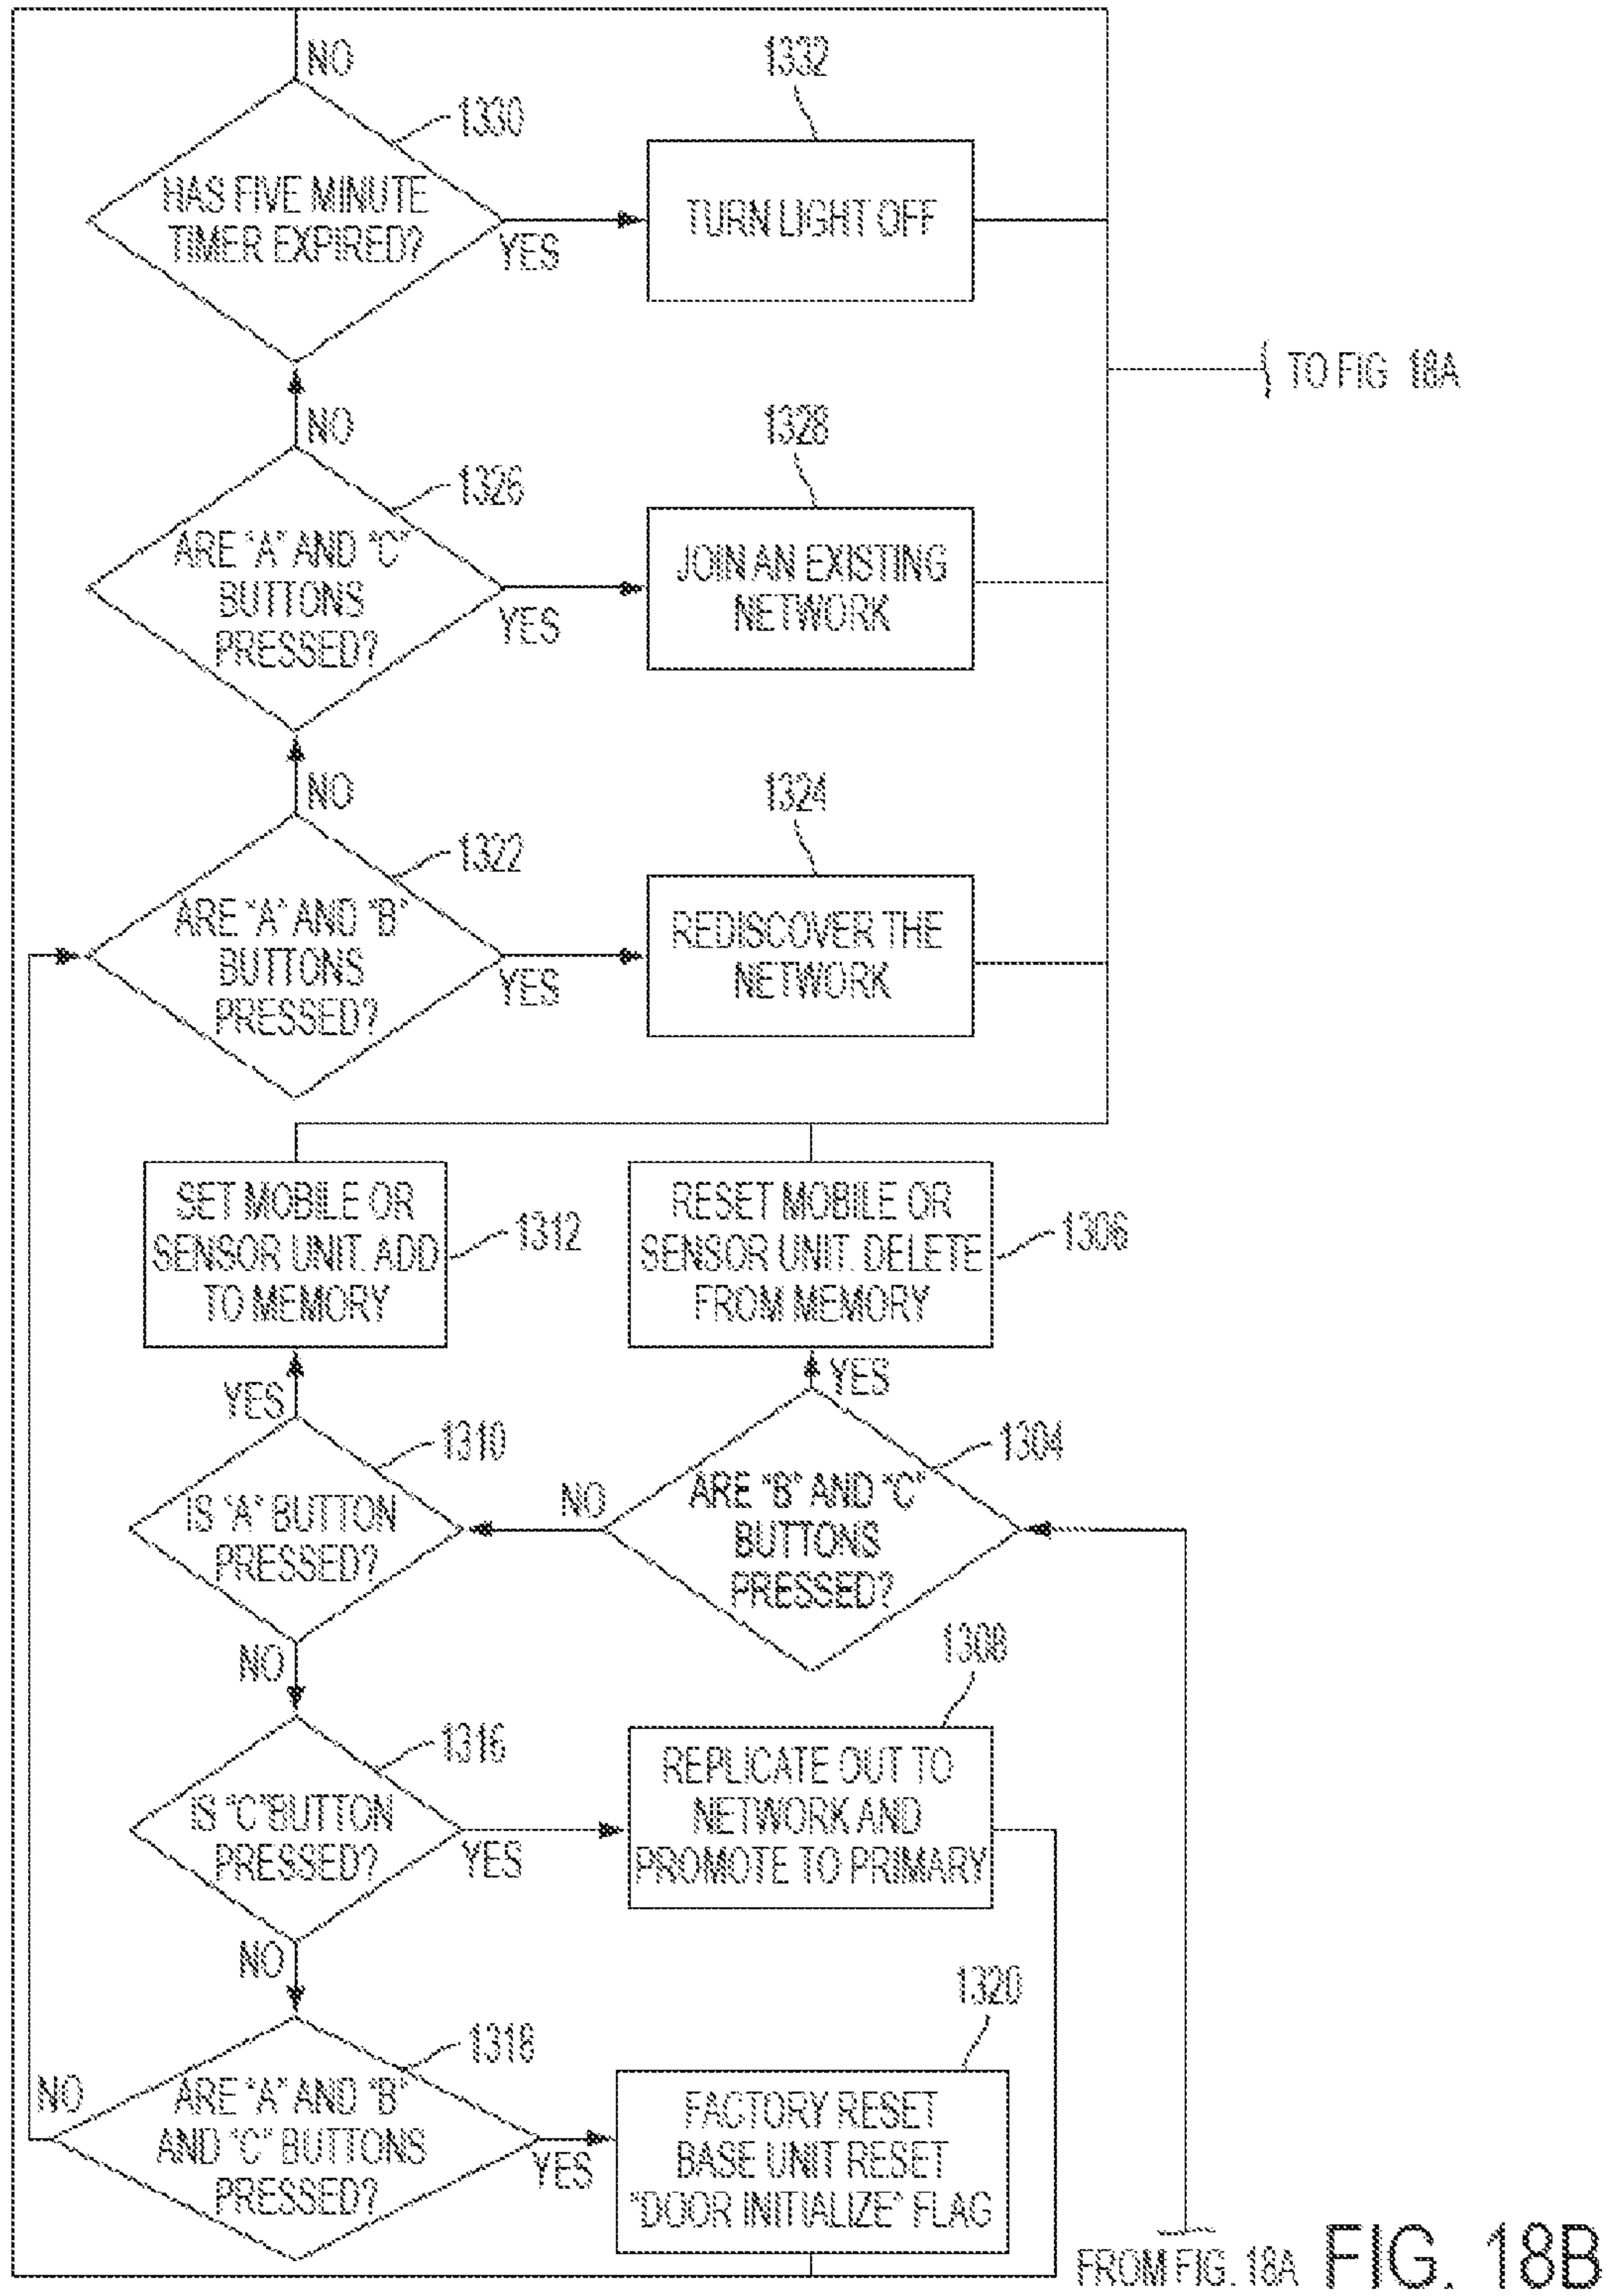 NO
1332
1330
HAS FIVE MINUTE
TIMER EXPIRED?
YES
TURN LIGHT OFF
TO FIG 18A
NO
1328
1326
ARE "A" AND "C"
BUTTONS
PRESSED?
YES
JOIN AN EXISTING
NETWORK
NO
1324
1322
ARE "A" AND "B"
BUTTONS
PRESSED?
YES
REDISCOVER THE
NETWORK
SET MOBILE OR
SENSOR UNIT. ADD
TO MEMORY
1312
RESET MOBILE OR
SENSOR UNIT. DELETE
FROM MEMORY
1306
YES
YES
1310
1304
IS "A" BUTTON
PRESSED?
NO
ARE "B" AND "C"
BUTTONS
PRESSED?
NO
1308
1316
IS "C" BUTTON
PRESSED?
YES
REPLICATE OUT TO
NETWORK AND
PROMOTE TO PRIMARY
NO
1320
1318
NO
ARE "A" AND "B"
AND "C" BUTTONS
PRESSED?
YES
FACTORY RESET
BASE UNIT RESET
"DOOR INITIALIZE" FLAG
FROM FIG. 18A
FIG. 18B